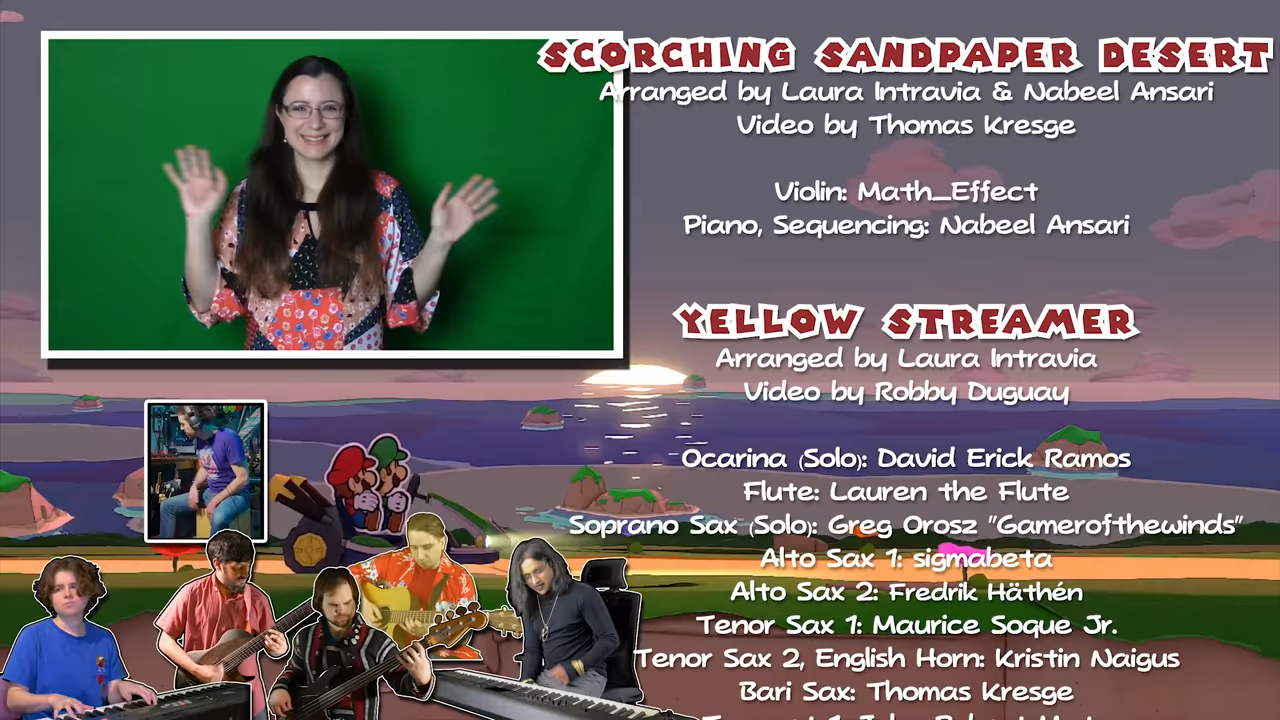 SCORCHING SANDPAPER DESERT
Arranged by Laura Intravia & Nabeel Ansari
Video by Thomas Kresge
Violin: Math_Effect
Piano, Sequencing: Nabeel Ansari
YELLOW STREAMER
Arranged by Laura Intravia
Video by Robby Duguay
Ocarina (Solo): David Erick Ramos
Flute: Lauren the Flute
Soprano Sax (Solo): Greg Orosz "Gamerofthewinds"
Alto Sax 1: sigmabeta
Alto Sax 2: Fredrik Häthén
Tenor Sax 1: Maurice Soque Jr.
Tenor Sax 2, English Horn: Kristin Naigus
Bari Sax: Thomas Kresge